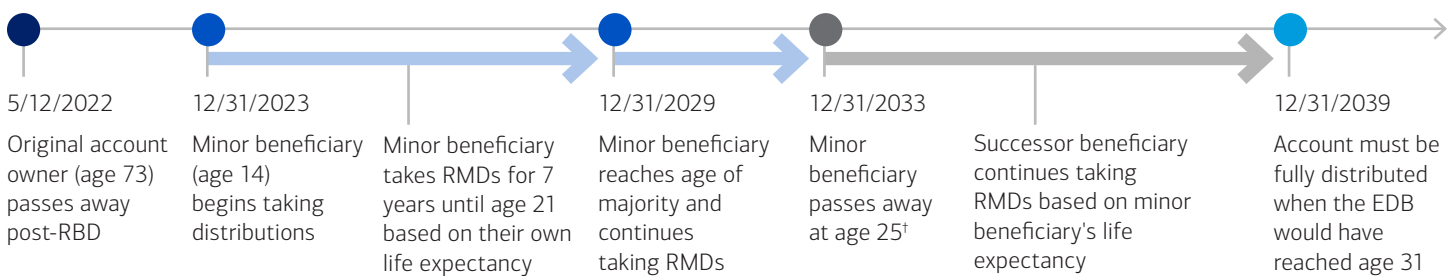 5/12/2022
Original account
owner (age 73)
passes away
post-RBD
12/31/2023
Minor beneficiary
(age 14)
begins taking
distributions
Minor beneficiary
takes RMDs for 7
years until age 21
based on their own
life expectancy
12/31/2029
Minor beneficiary
reaches age of
majority and
continues
taking RMDs
12/31/2033
Minor
beneficiary
passes away
at age 25†
Successor beneficiary
continues taking
RMDs based on minor
beneficiary's life
expectancy
12/31/2039
Account must be
fully distributed
when the EDB
would have
reached age 31